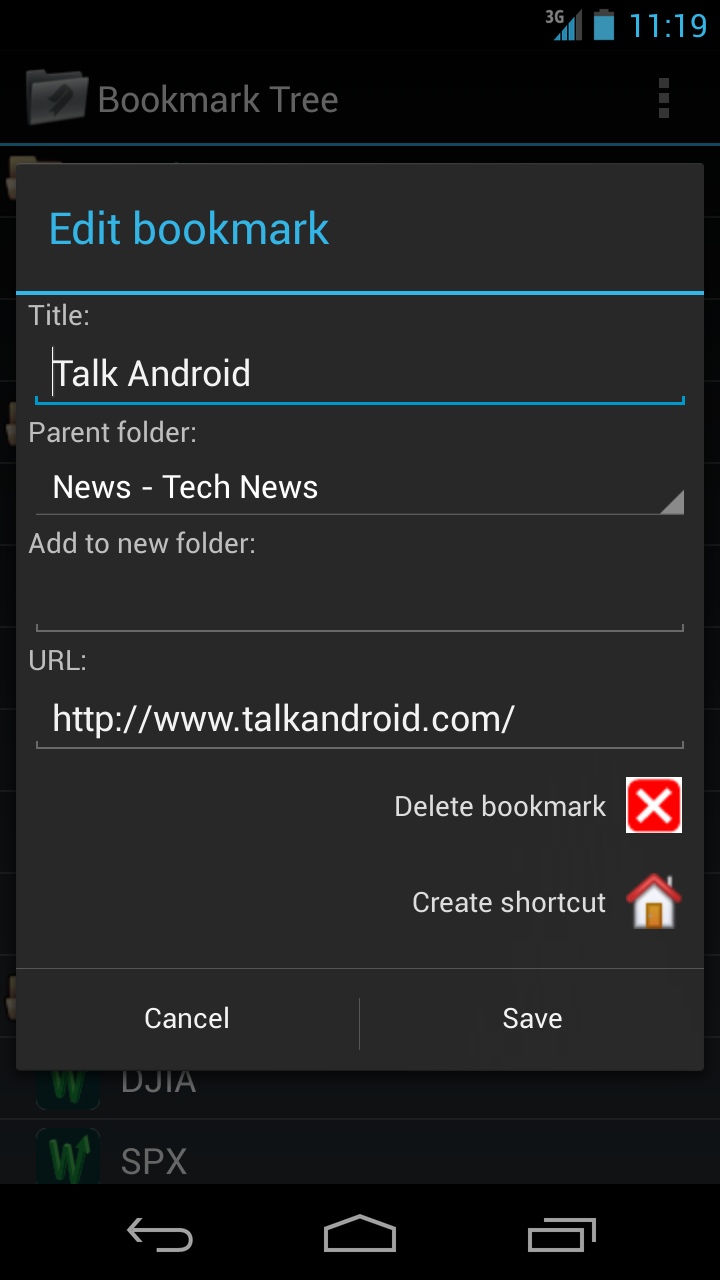 3G 11:19
Bookmark Tree
Edit bookmark
Title:
Talk Android
Parent folder:
News - Tech News
Add to new folder:
URL:
http://www.talkandroid.com/
Delete bookmark
Create shortcut
Cancel Save
DJIA
SPX